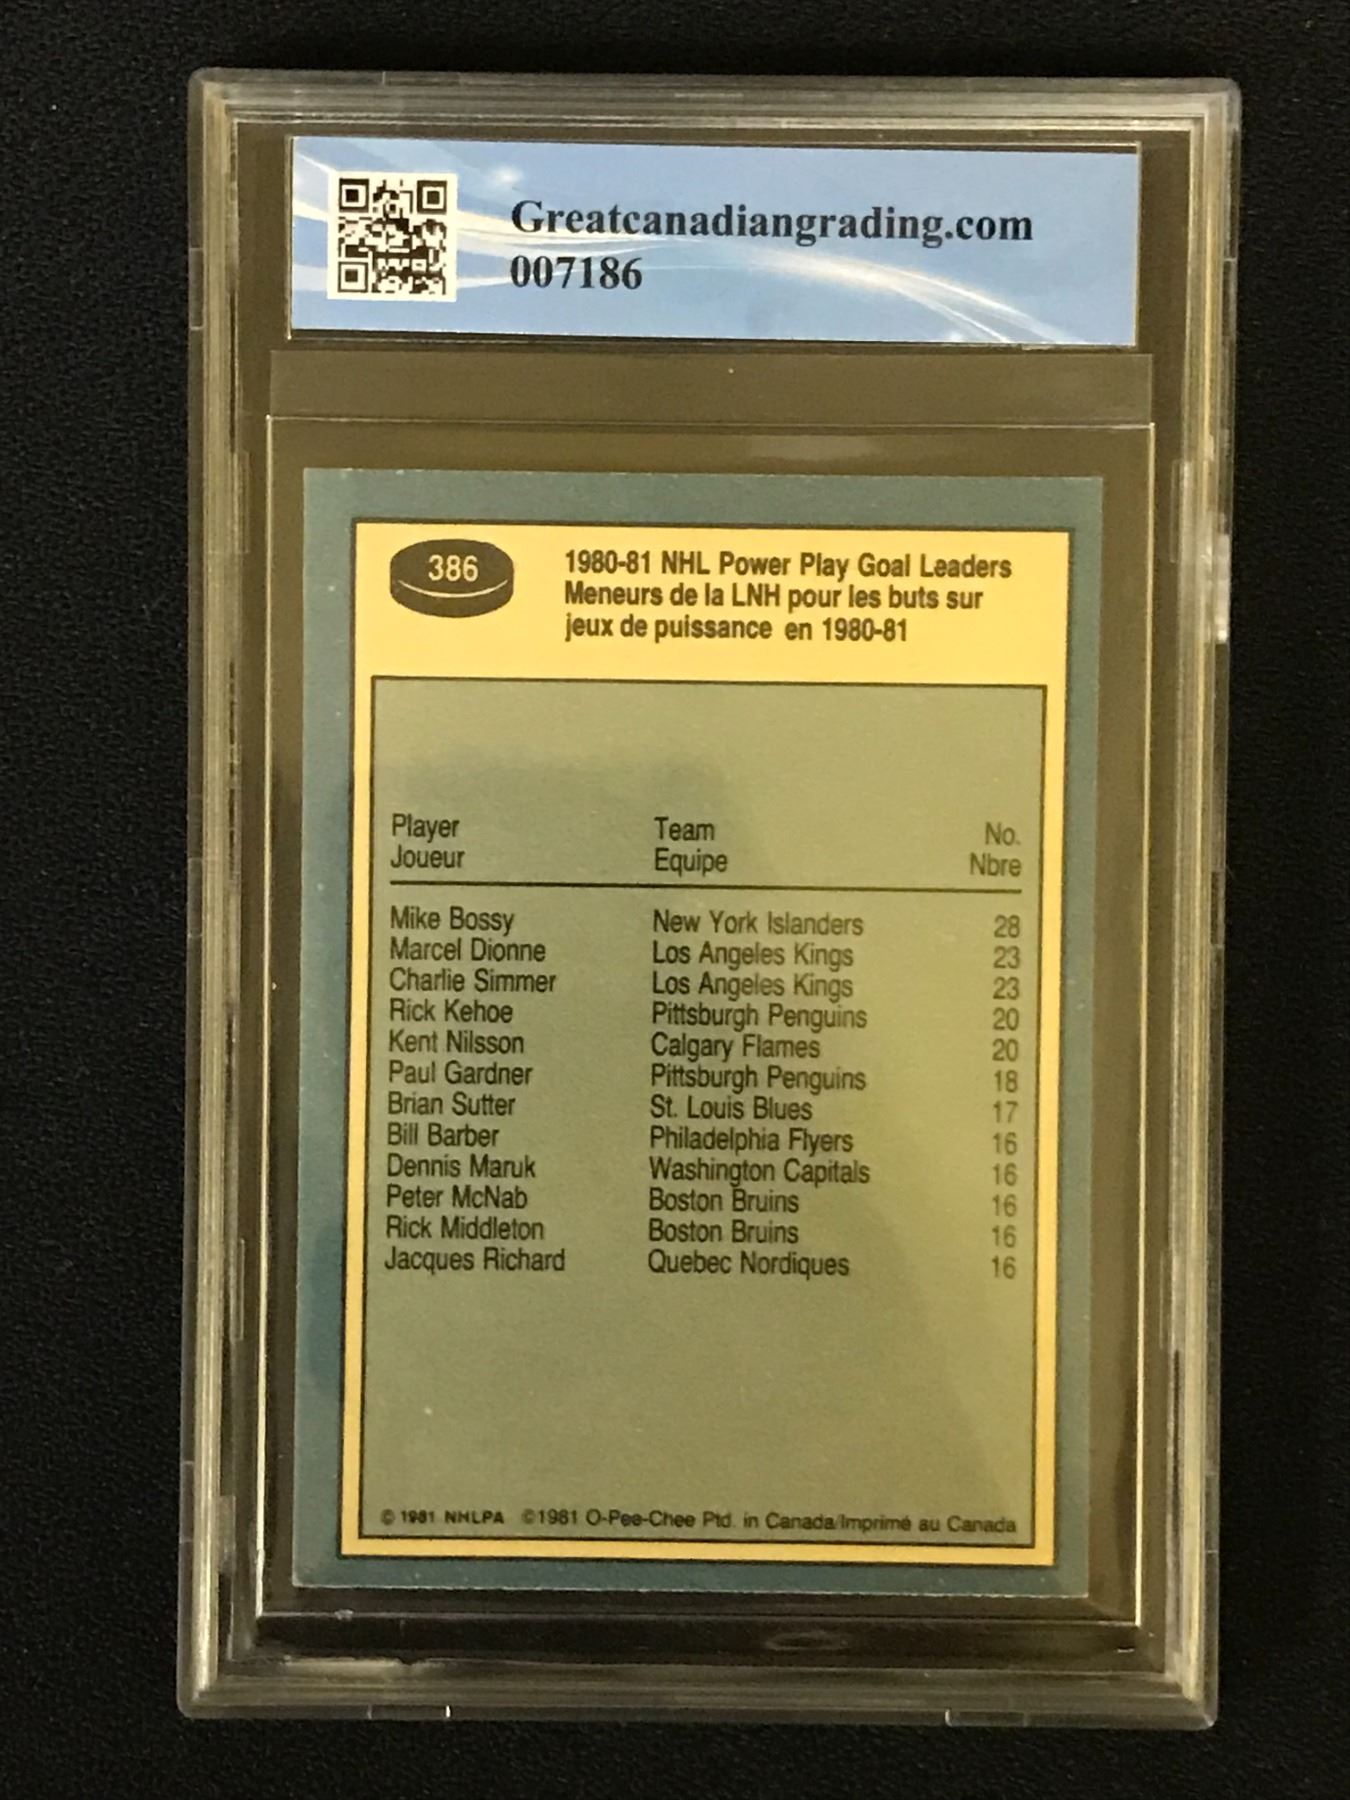 Greatcanadiangrading.com
007186
386
1980-81 NHL Power Play Goal Leaders
Meneurs de la LNH pour les buts sur
jeux de puissance en 1980-81
Player Team No.
Joueur Equipe Nbre
Mike Bossy New York Islanders 28
Marcel Dionne Los Angeles Kings 23
Charlie Simmer Los Angeles Kings 23
Rick Kehoe Pittsburgh Penguins 20
Kent Nilsson Calgary Flames 20
Paul Gardner Pittsburgh Penguins 18
Brian Sutter St. Louis Blues 17
Bill Barber Philadelphia Flyers 16
Dennis Maruk Washington Capitals 16
Peter McNab Boston Bruins 16
Rick Middleton Boston Bruins 16
Jacques Richard Quebec Nordiques 16
© 1981 NHLPA ©1981 O-Pee-Chee Ptd. in Canada/Imprimé au Canada